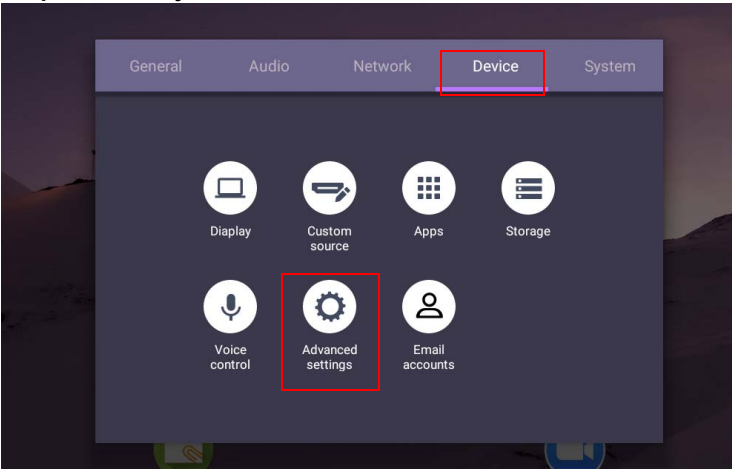 General Audio Network Device System
Diaplay Custom source Apps Storage
Voice control Advanced settings Email accounts